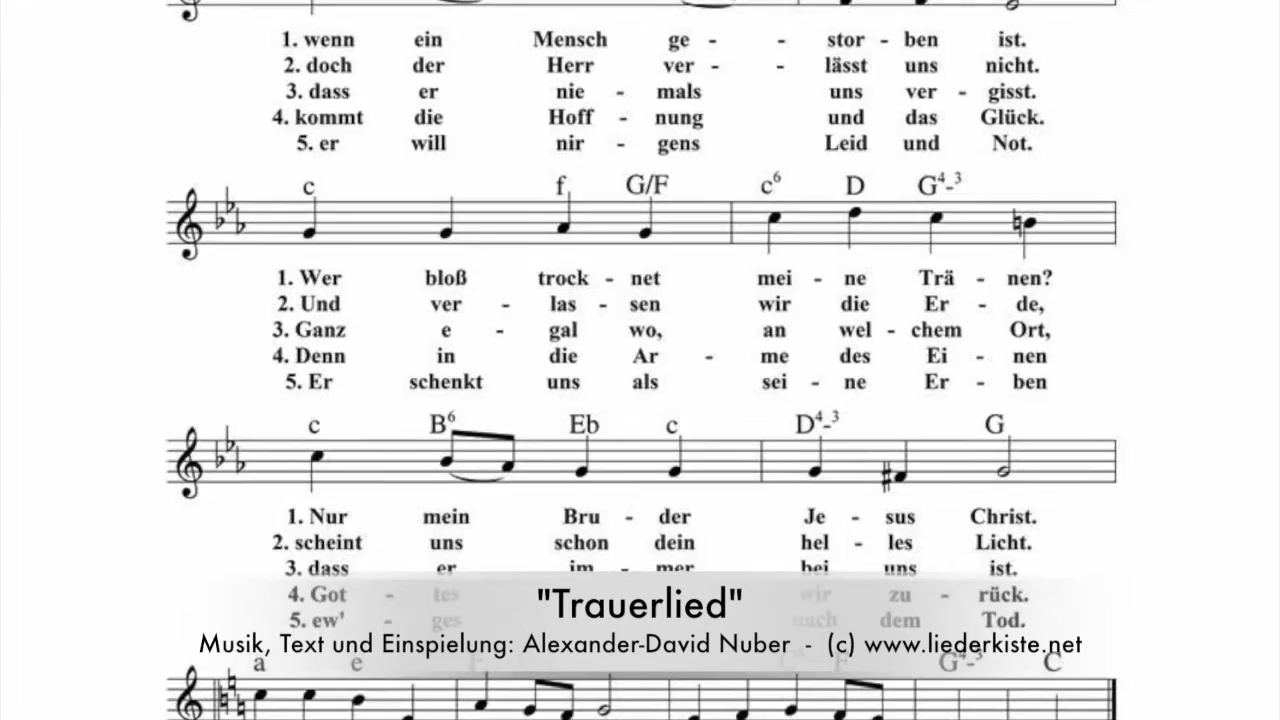 1. wenn ein Mensch ge - - stor - ben ist.
2. doch der Herr ver - - lässt uns nicht.
3. dass er nie - mals uns ver - gisst.
4. kommt die Hoff - nung und das Glück.
5. er will nir - gens Leid und Not.
c f G/F c6 D G4-3
1. Wer bloß trock - net mei - ne Trä - nen?
2. Und ver - las - sen wir die Er - de,
3. Ganz e - gal wo, an wel - chem Ort,
4. Denn in die Ar - me des Ei - nen
5. Er schenkt uns als sei - ne Er - ben
c B6 Eb c D4-3 G
1. Nur mein Bru - der Je - sus Christ.
2. scheint uns schon dein hel - les Licht.
3. dass er im - mer bei uns ist.
4. Got - tes wir zu - rück.
5. ew' - ges nach dem Tod.
"Trauerlied"
Musik, Text und Einspielung: Alexander-David Nuber - (c) www.liederkiste.net
a e F F G4-3 C